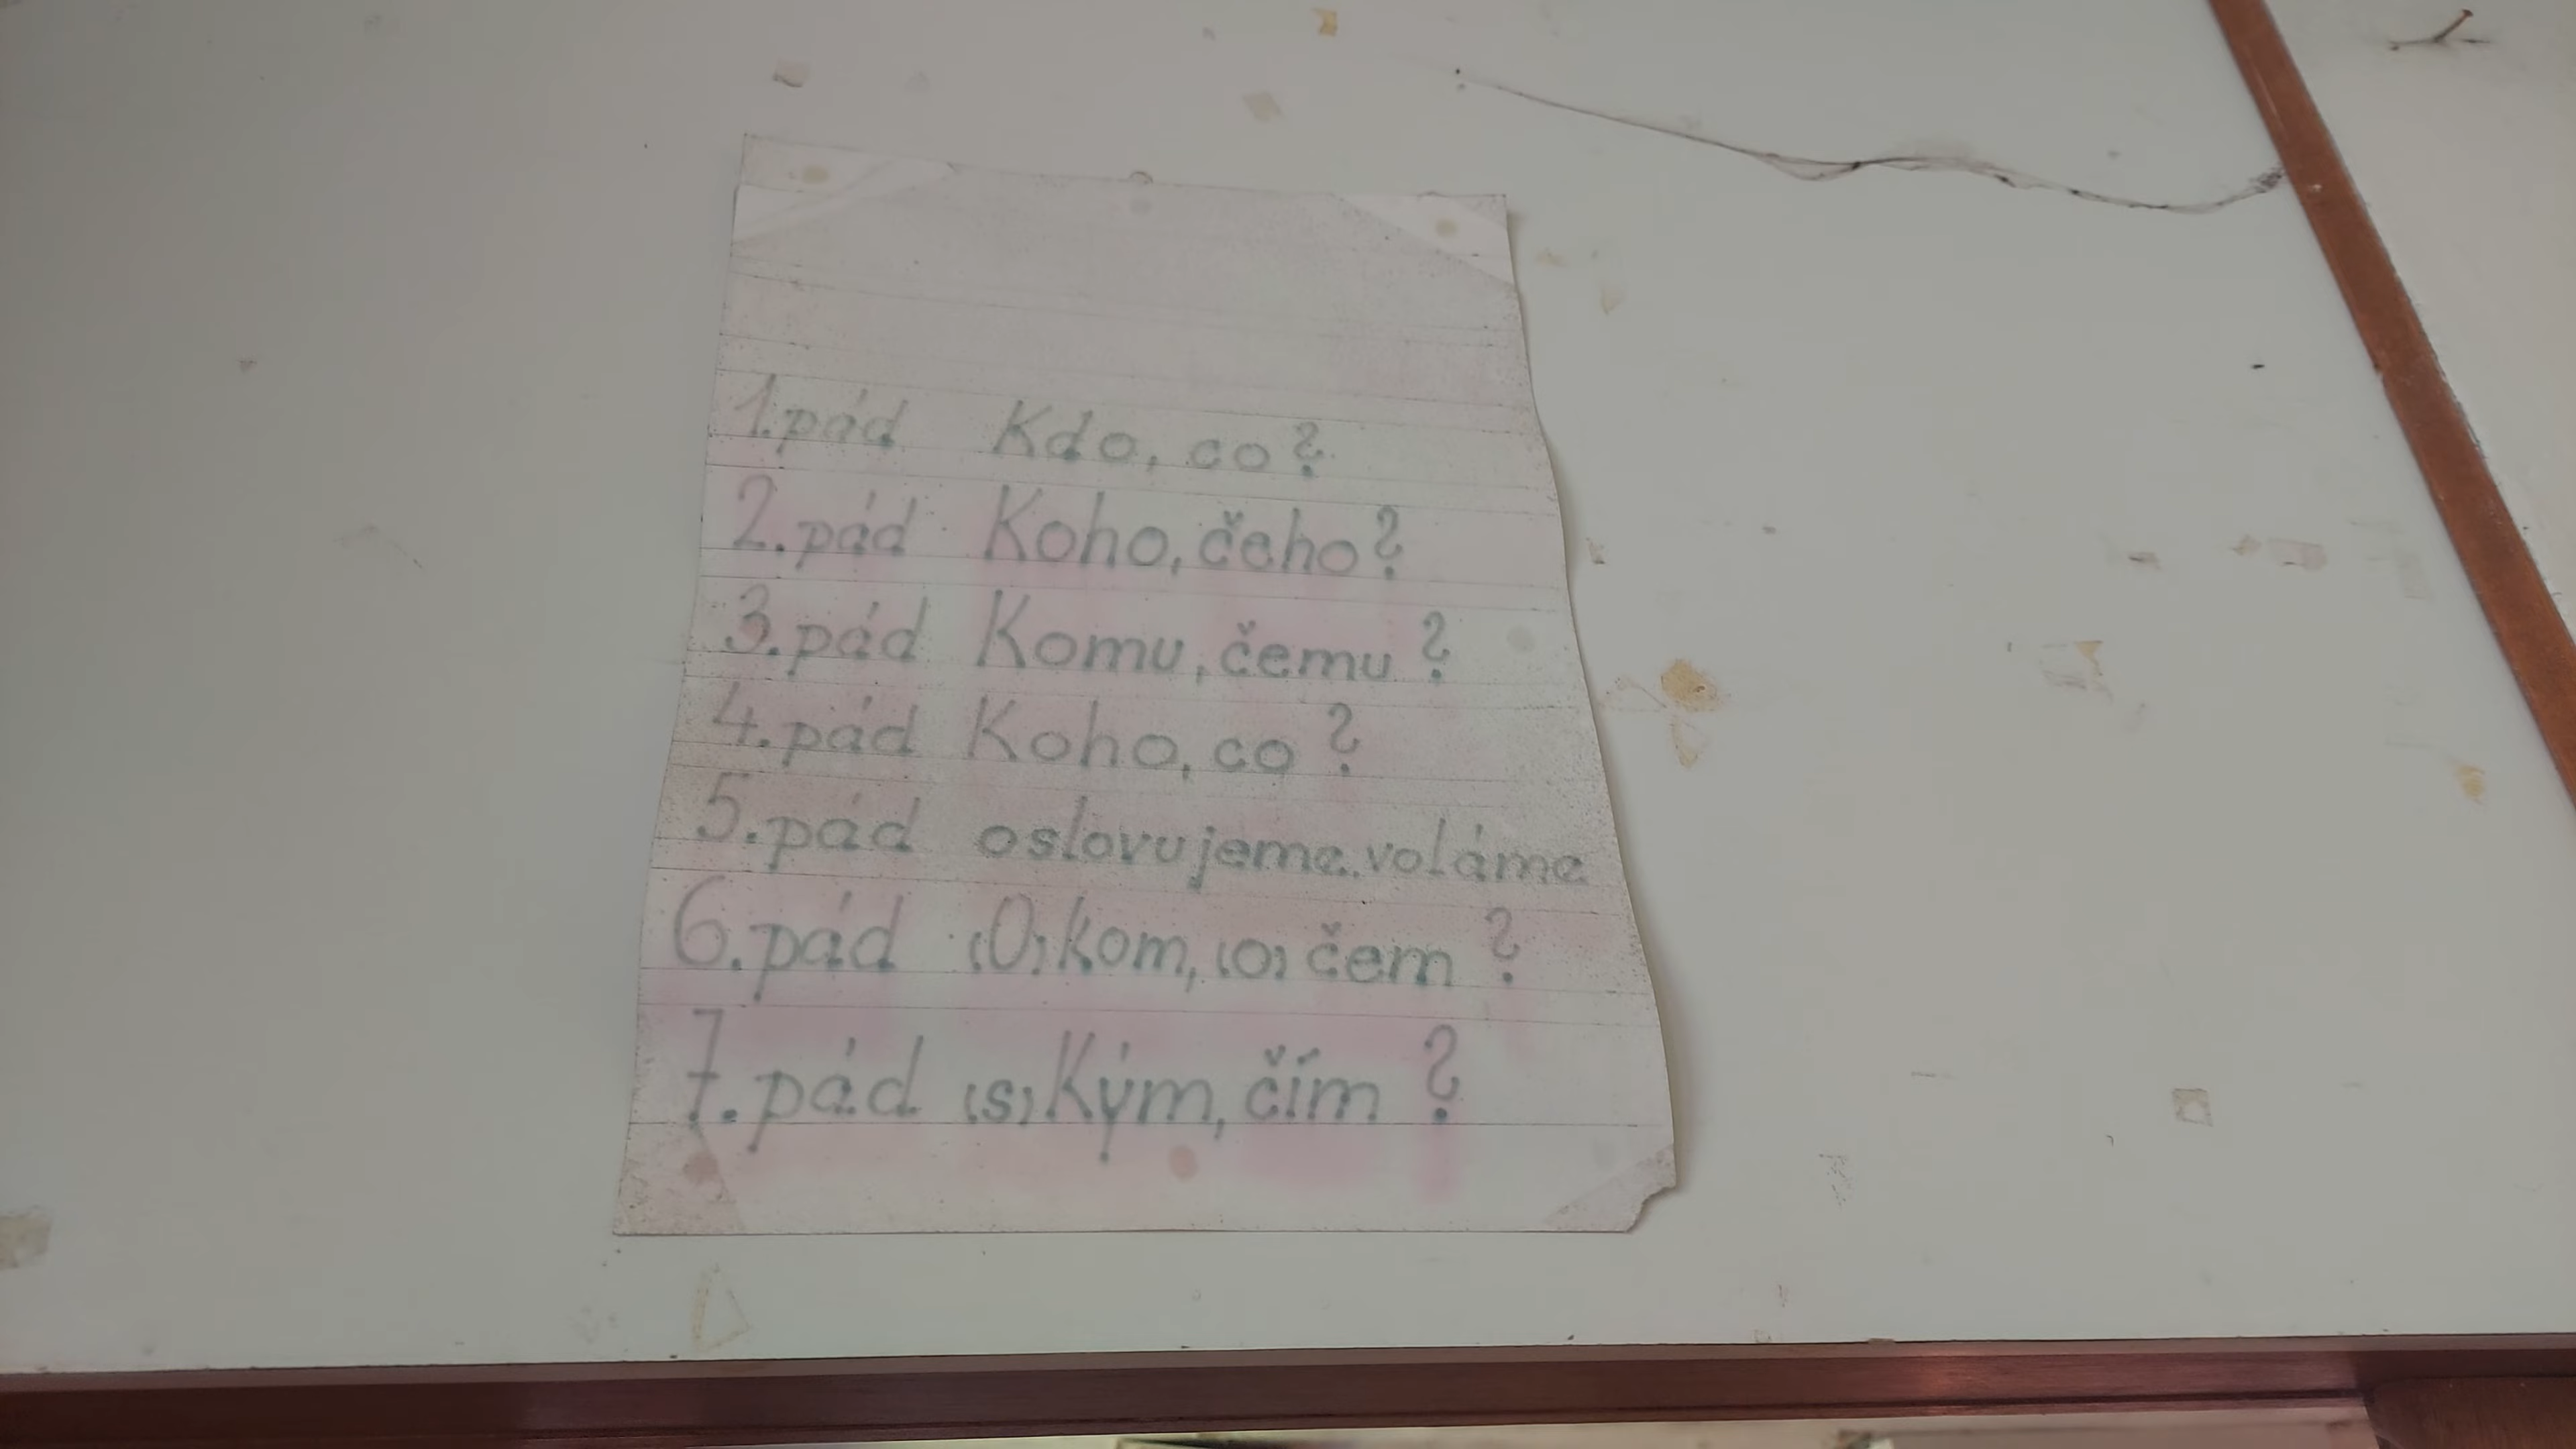 1.pád Kdo, co?
2.pád Koho, čeho?
3.pád Komu, čemu ?
4.pád Koho, co ?
5.pád oslovujeme.voláme
6.pád (O)kom, (o) čem ?
7.pád (s)Kým, čím ?